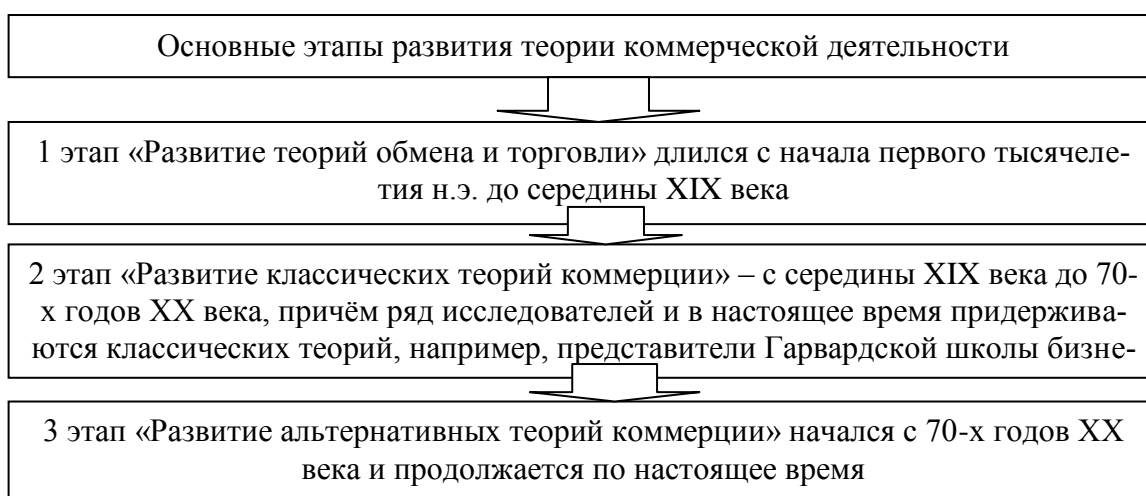 Основные этапы развития теории коммерческой деятельности
1 этап «Развитие теорий обмена и торговли» длился с начала первого тысячеле-
тия н.э. до середины XIX века
2 этап «Развитие классических теорий коммерции» – с середины XIX века до 70-
х годов XX века, причём ряд исследователей и в настоящее время придержива-
ются классических теорий, например, представители Гарвардской школы бизне-
3 этап «Развитие альтернативных теорий коммерции» начался с 70-х годов XX
века и продолжается по настоящее время